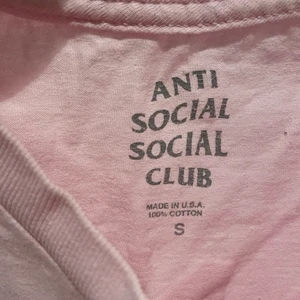 ANTI
SOCIAL
SOCIAL
CLUB
MADE IN U.S.A.
100% COTTON
S